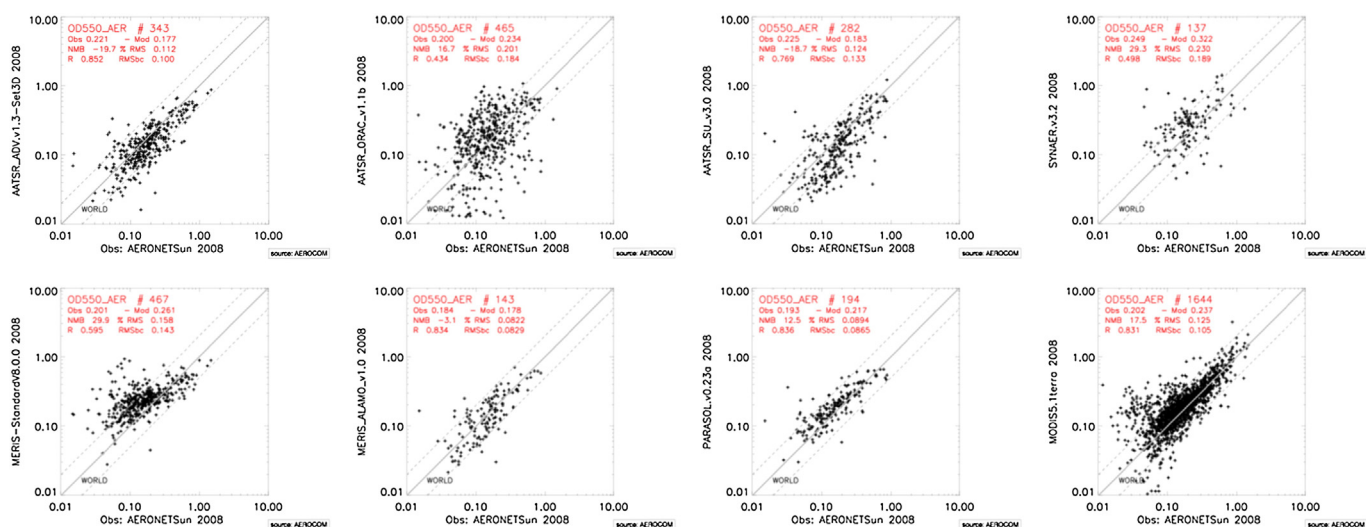 10.00
OD550_AER # 343
Obs 0.221 - Mod 0.177
NMB -19.7 % RMS 0.112
R 0.852 RMSbc 0.100
1.00
0.10
0.01
WORLD
0.01 0.10 1.00 10.00
Obs: AERONETSun 2008
AATSR_ADV.v1.3-Set3D 2008
source: AEROCOM
10.00
OD550_AER # 465
Obs 0.200 - Mod 0.234
NMB 16.7 % RMS 0.201
R 0.434 RMSbc 0.184
1.00
0.10
0.01
WORLD
0.01 0.10 1.00 10.00
Obs: AERONETSun 2008
AATSR_ORAC_v1.1b 2008
source: AEROCOM
10.00
OD550_AER # 282
Obs 0.225 - Mod 0.183
NMB -18.7 % RMS 0.124
R 0.769 RMSbc 0.133
1.00
0.10
0.01
WORLD
0.01 0.10 1.00 10.00
Obs: AERONETSun 2008
AATSR_SU_v3.0 2008
source: AEROCOM
10.00
OD550_AER # 137
Obs 0.249 - Mod 0.322
NMB 29.3 % RMS 0.230
R 0.498 RMSbc 0.189
1.00
0.10
0.01
WORLD
0.01 0.10 1.00 10.00
Obs: AERONETSun 2008
SYNAER.v3.2 2008
source: AEROCOM
10.00
OD550_AER # 467
Obs 0.201 - Mod 0.261
NMB 29.9 % RMS 0.158
R 0.595 RMSbc 0.143
1.00
0.10
0.01
WORLD
0.01 0.10 1.00 10.00
Obs: AERONETSun 2008
MERIS-StandardV8.0.0 2008
source: AEROCOM
10.00
OD550_AER # 143
Obs 0.184 - Mod 0.178
NMB -3.1 % RMS 0.0822
R 0.834 RMSbc 0.0829
1.00
0.10
0.01
WORLD
0.01 0.10 1.00 10.00
Obs: AERONETSun 2008
MERIS_ALAMO_v1.0 2008
source: AEROCOM
10.00
OD550_AER # 194
Obs 0.193 - Mod 0.217
NMB 12.5 % RMS 0.0894
R 0.836 RMSbc 0.0865
1.00
0.10
0.01
WORLD
0.01 0.10 1.00 10.00
Obs: AERONETSun 2008
PARASOL.v0.23a 2008
source: AEROCOM
10.00
OD550_AER # 1644
Obs 0.202 - Mod 0.237
NMB 17.5 % RMS 0.125
R 0.831 RMSbc 0.105
1.00
0.10
0.01
WORLD
0.01 0.10 1.00 10.00
Obs: AERONETSun 2008
MODIS5.1terra 2008
source: AEROCOM